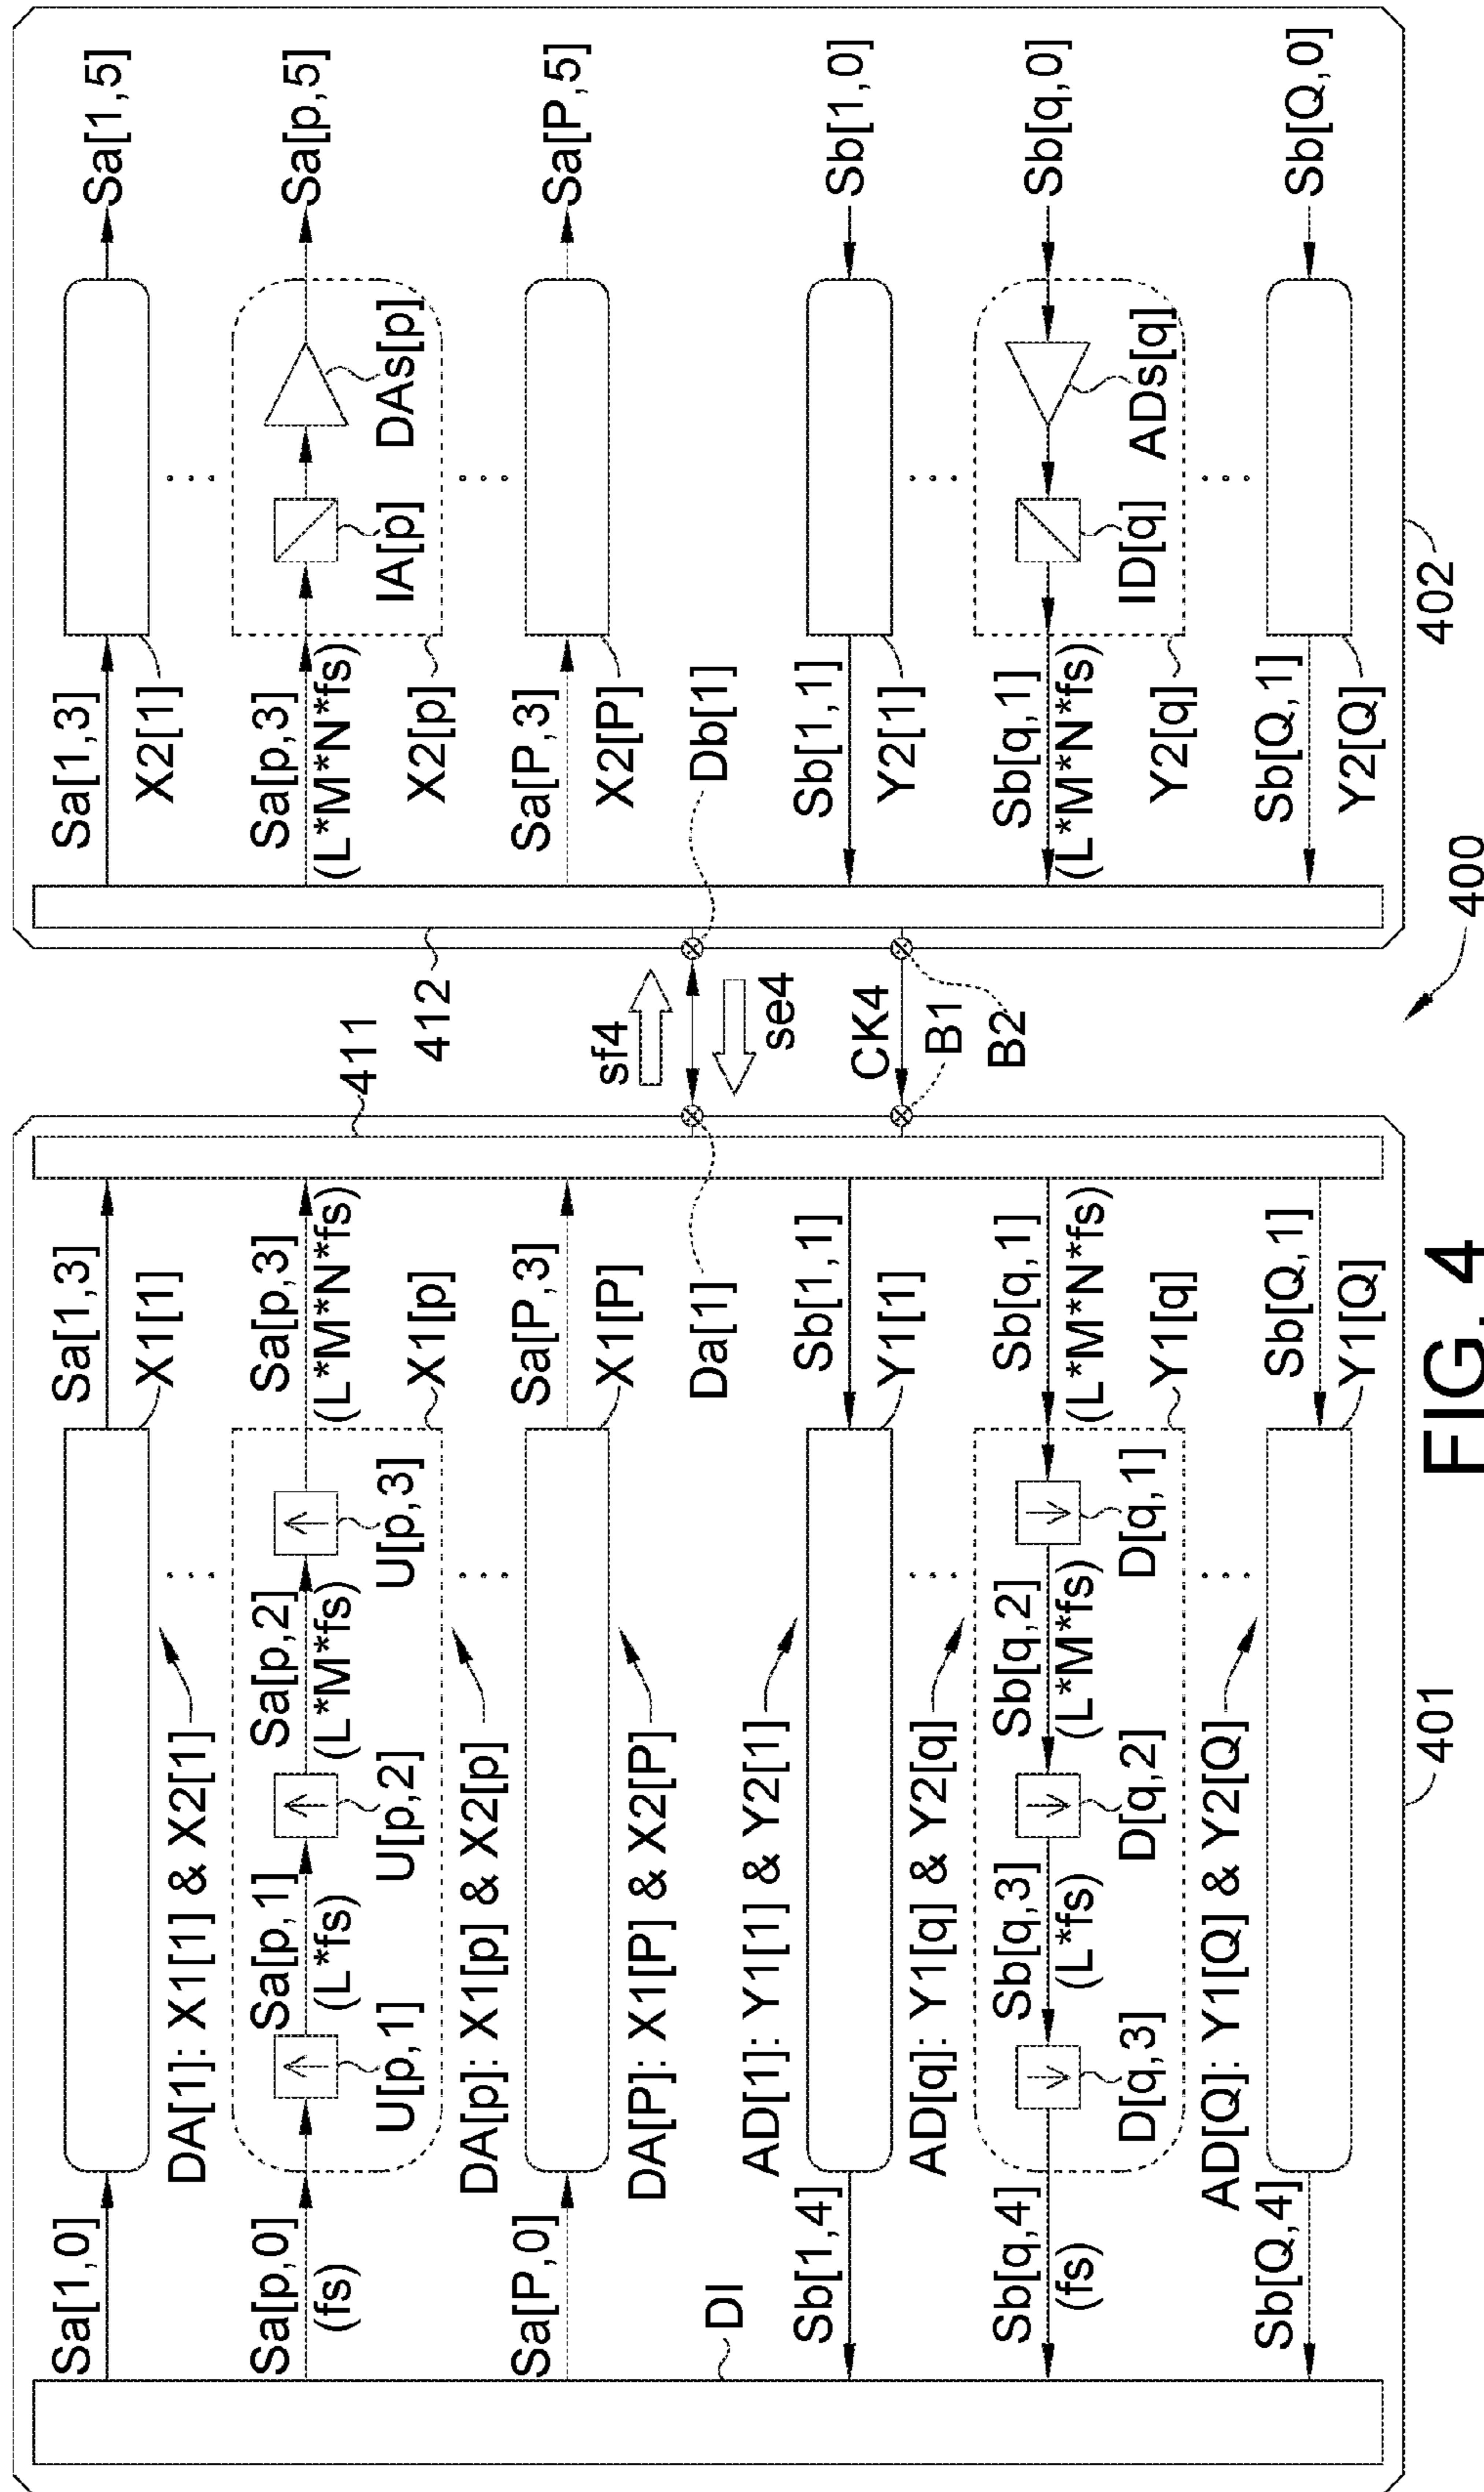 Sa[1,0]
Sa[1,3]
X1[1]
Sa[1,3]
X2[1]
Sa[1,5]
DA[1]: X1[1] & X2[1]
Sa[p,0]
(fs)
U[p,1]
Sa[p,1]
(L*fs)
U[p,2]
Sa[p,2]
(L*M*fs)
U[p,3]
Sa[p,3]
(L*M*N*fs)
X1[p]
Sa[p,3]
(L*M*N*fs)
X2[p]
IA[p]
DAs[p]
Sa[p,5]
DA[p]: X1[p] & X2[p]
Sa[P,0]
Sa[P,3]
X1[P]
Sa[P,3]
X2[P]
Sa[P,5]
DA[P]: X1[P] & X2[P]
411
412
sf4
se4
Da[1]
Db[1]
DI
CK4
B1
B2
AD[1]: Y1[1] & Y2[1]
Sb[1,4]
Sb[1,1]
Y1[1]
Sb[1,1]
Y2[1]
Sb[1,0]
AD[q]: Y1[q] & Y2[q]
Sb[q,4]
(fs)
D[q,3]
Sb[q,3]
(L*fs)
D[q,2]
Sb[q,2]
(L*M*fs)
D[q,1]
Sb[q,1]
(L*M*N*fs)
Y1[q]
Sb[q,1]
(L*M*N*fs)
Y2[q]
ID[q]
ADs[q]
Sb[q,0]
AD[Q]: Y1[Q] & Y2[Q]
Sb[Q,4]
Sb[Q,1]
Y1[Q]
Sb[Q,1]
Y2[Q]
Sb[Q,0]
401
402
400
FIG. 4